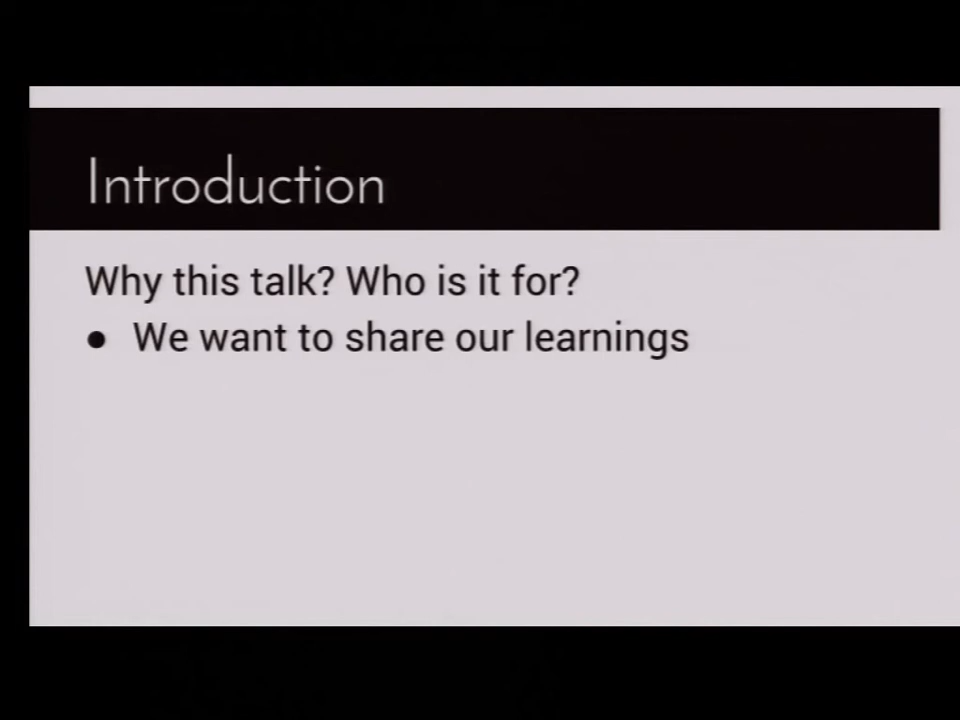 Introduction
Why this talk? Who is it for?
● We want to share our learnings